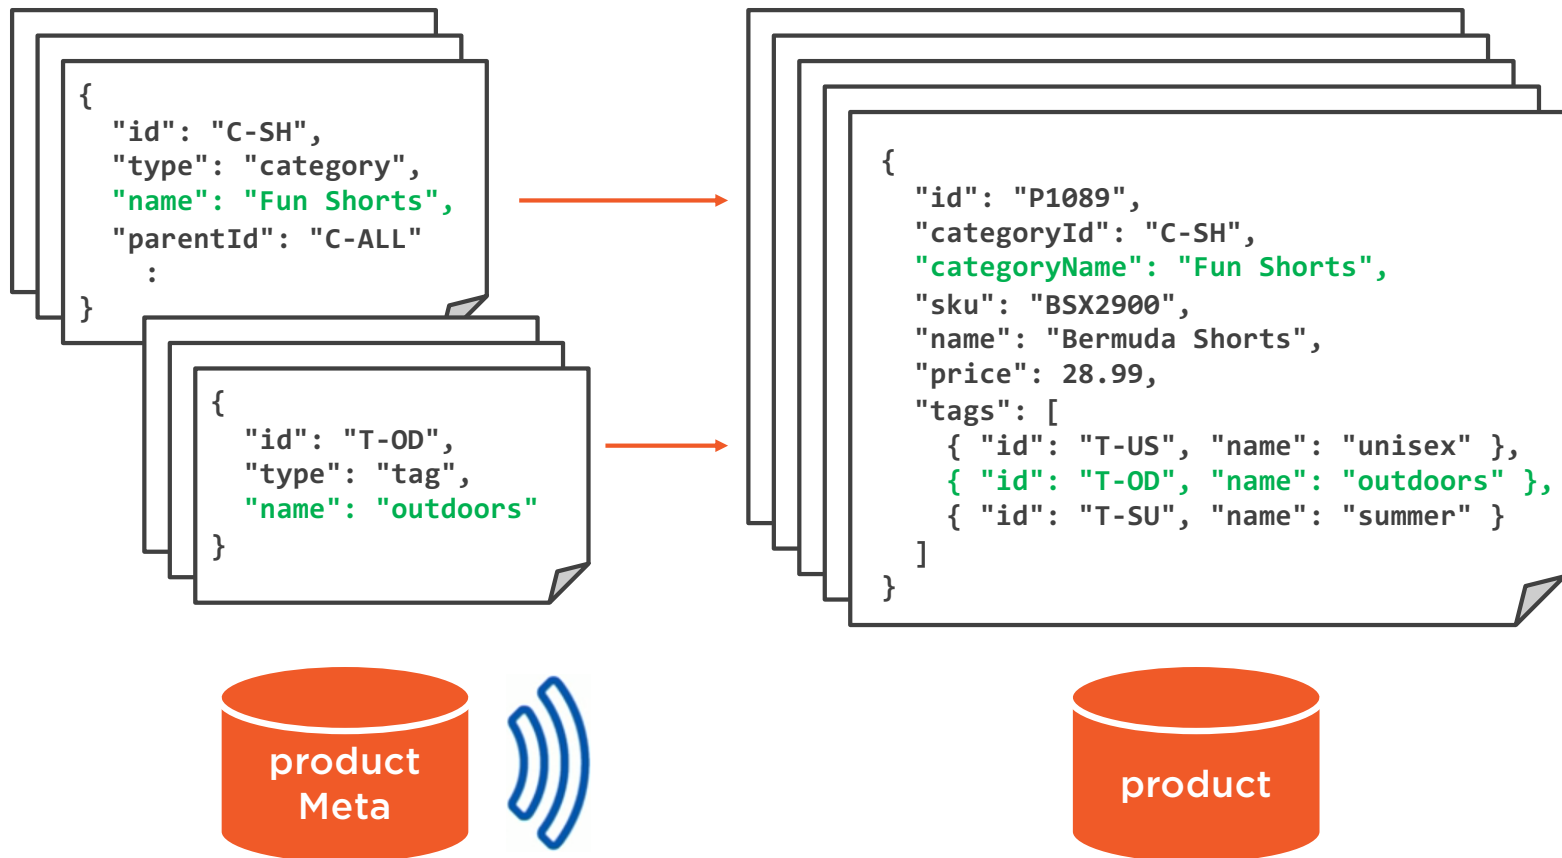 {
"id": "C-SH",
"type": "category",
"name": "Fun Shorts",
"parentId": "C-ALL"
:
}
{
"id": "T-OD",
"type": "tag",
"name": "outdoors"
}
{
"id": "P1089",
"categoryId": "C-SH",
"categoryName": "Fun Shorts",
"sku": "BSX2900",
"name": "Bermuda Shorts",
"price": 28.99,
"tags": [
{ "id": "T-US", "name": "unisex" },
{ "id": "T-OD", "name": "outdoors" },
{ "id": "T-SU", "name": "summer" }
]
}
product
Meta
product